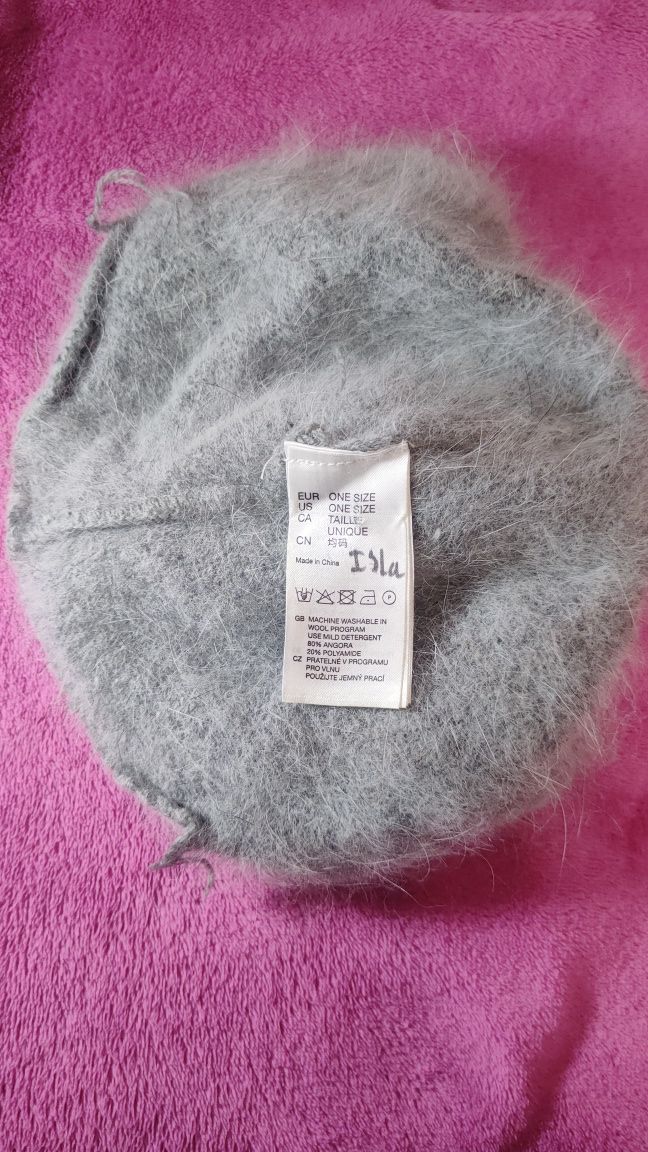 EUR ONE SIZE
US ONE SIZE
CA TAILLE
UNIQUE
CN 均码
Made in China Isla
P
GB MACHINE WASHABLE IN
WOOL PROGRAM
USE MILD DETERGENT
80% ANGORA
20% POLYAMIDE
CZ PRATELNÉ V PROGRAMU
PRO VLNU
POUŽIJTE JEMNÝ PRACÍ